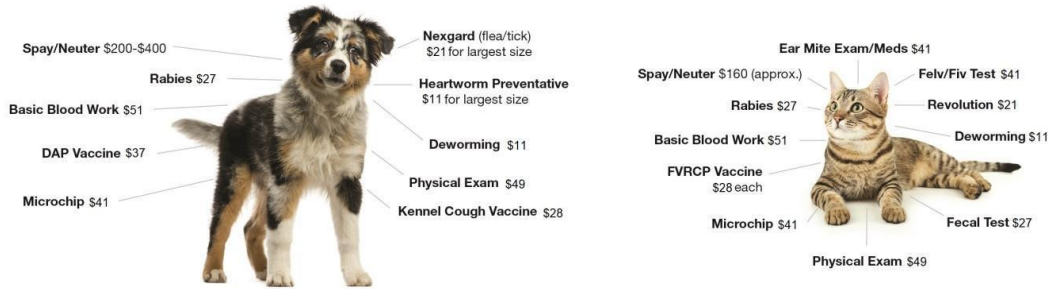 Spay/Neuter $200-$400
Rabies $27
Basic Blood Work $51
DAP Vaccine $37
Microchip $41
Nexgard (flea/tick)
$21 for largest size
Heartworm Preventative
$11 for largest size
Deworming $11
Physical Exam $49
Kennel Cough Vaccine $28
Ear Mite Exam/Meds $41
Spay/Neuter $160 (approx.)
Rabies $27
Basic Blood Work $51
FVRCP Vaccine
$28 each
Microchip $41
Felv/Fiv Test $41
Revolution $21
Deworming $11
Fecal Test $27
Physical Exam $49